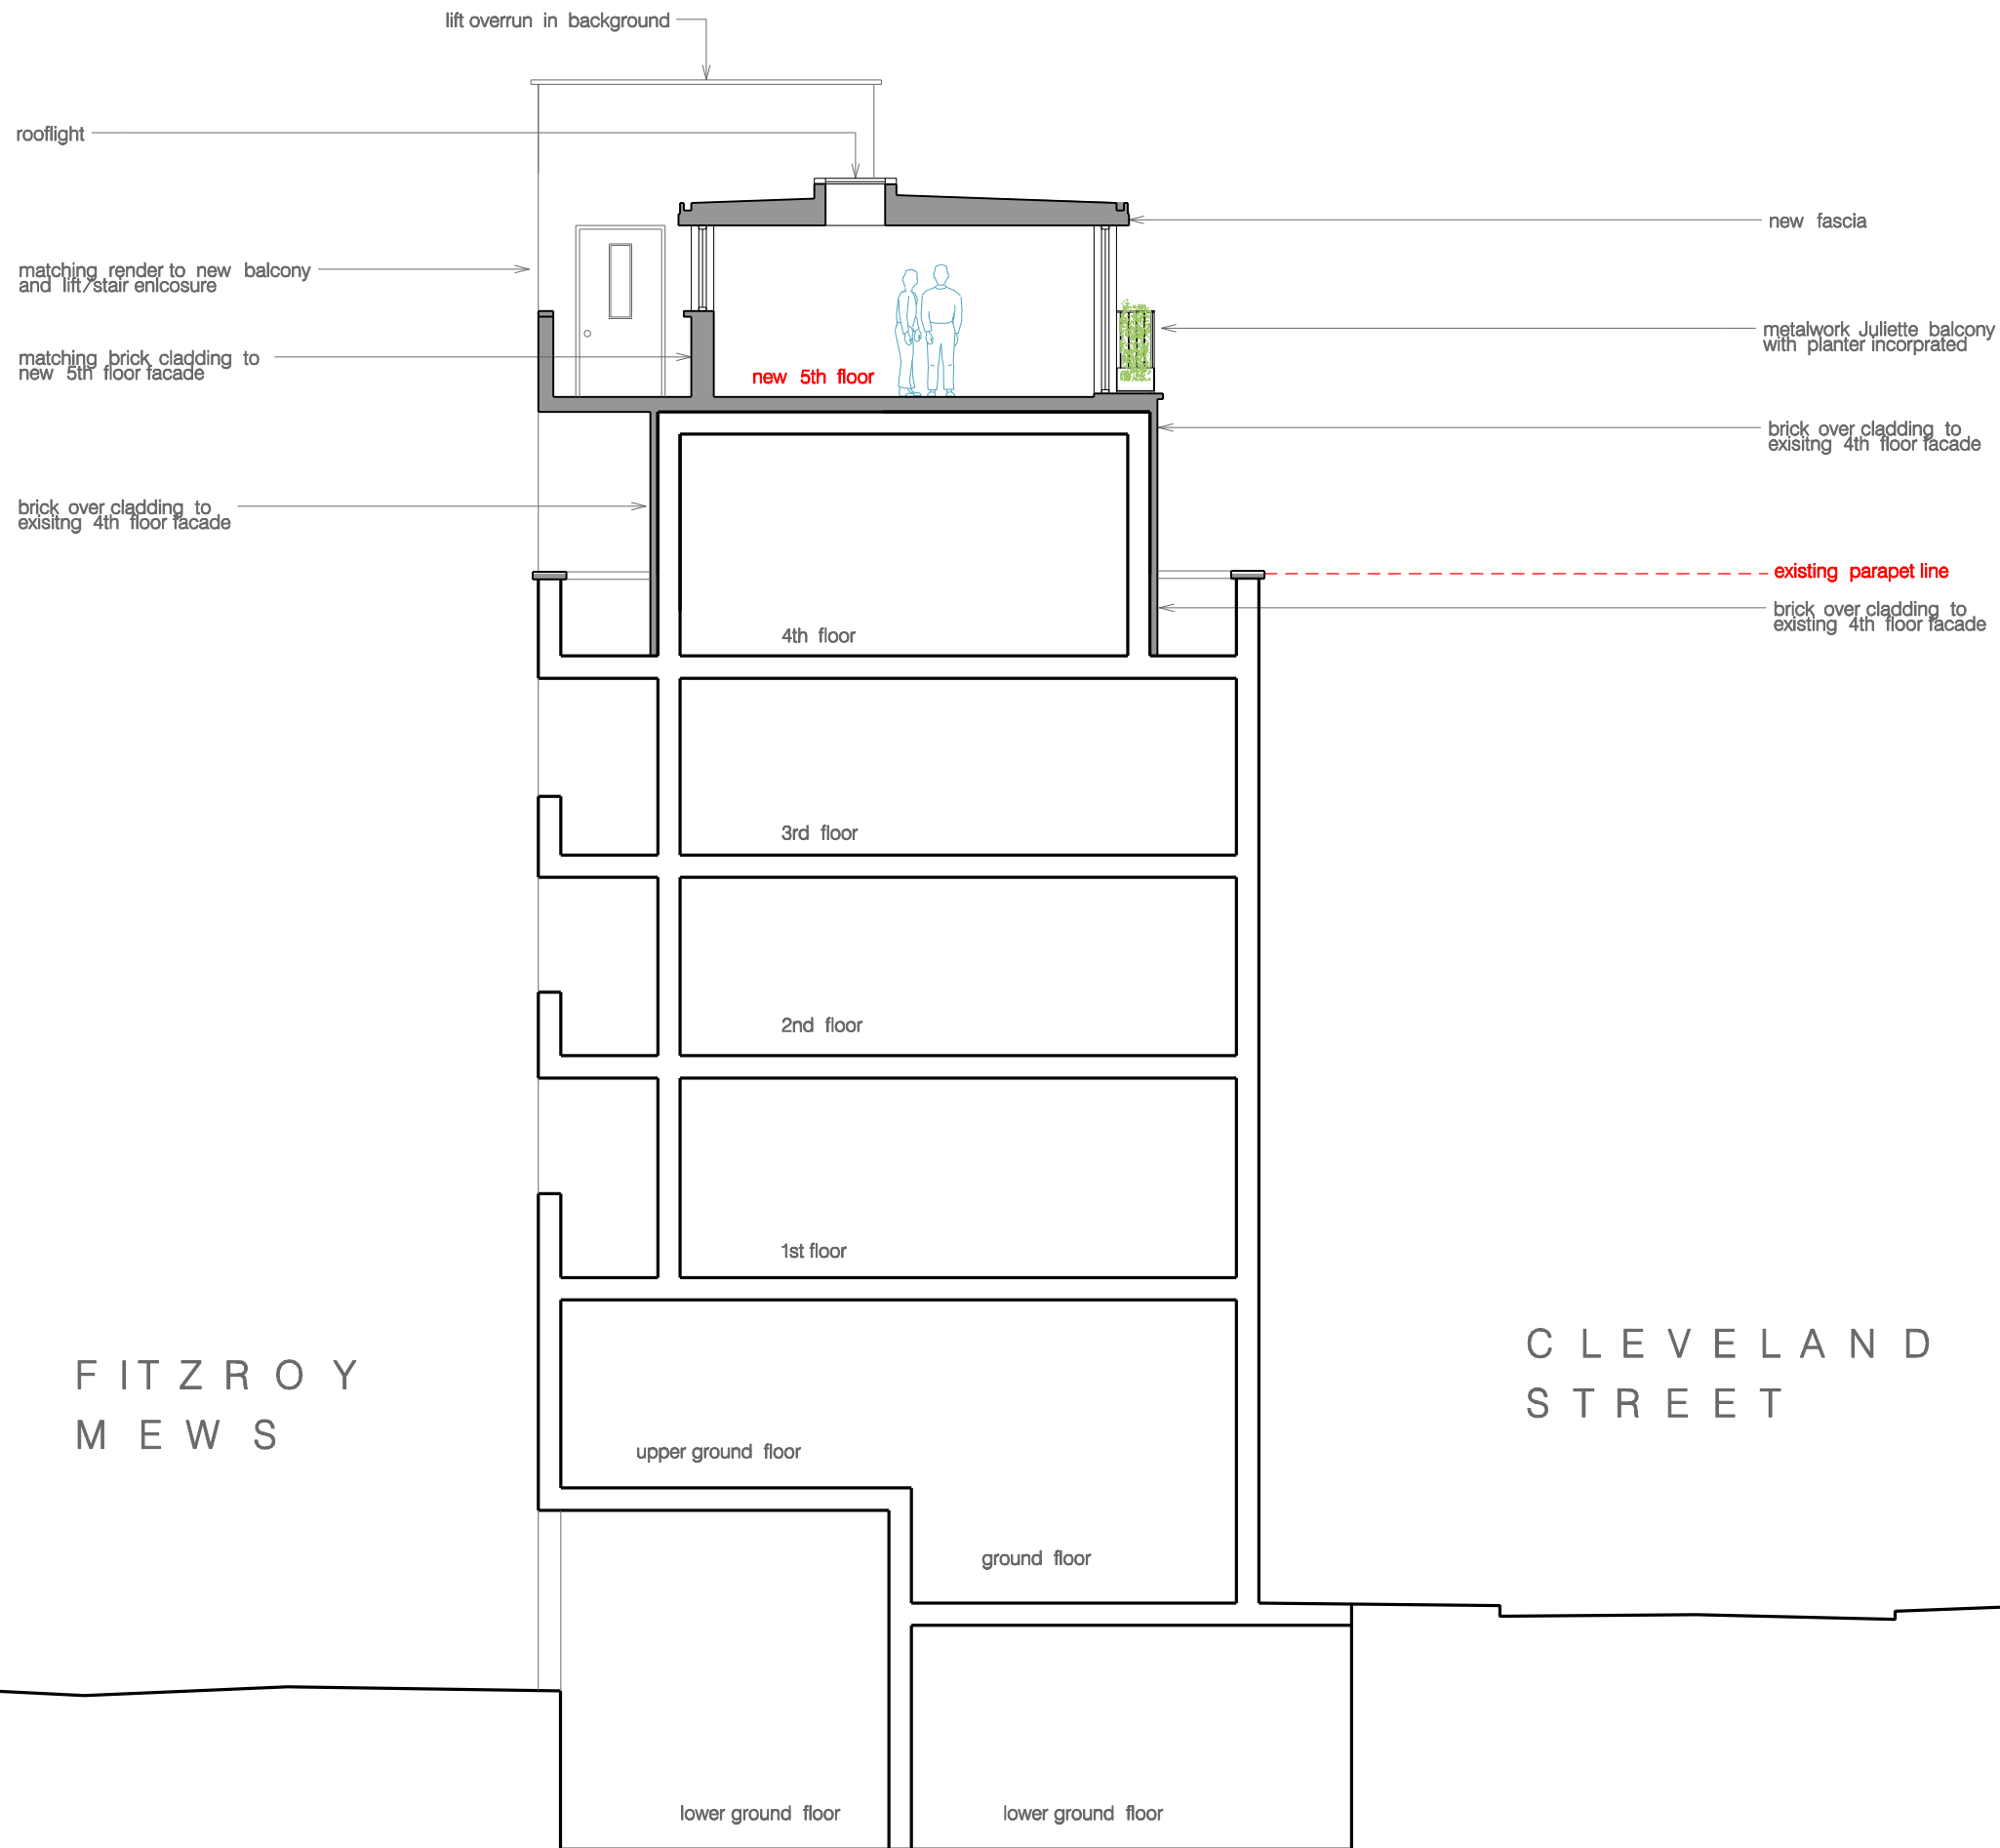 lift overrun in background
rooflight
new fascia
matching render to new balcony
and lift/stair enlcosure
metalwork Juliette balcony
with planter incorprated
matching brick cladding to
new 5th floor facade
new 5th floor
brick over cladding to
exisitng 4th floor facade
brick over cladding to
exisitng 4th floor facade
existing parapet line
brick over cladding to
existing 4th floor facade
4th floor
3rd floor
2nd floor
1st floor
FITZROY
MEWS
CLEVELAND
STREET
upper ground floor
ground floor
lower ground floor
lower ground floor